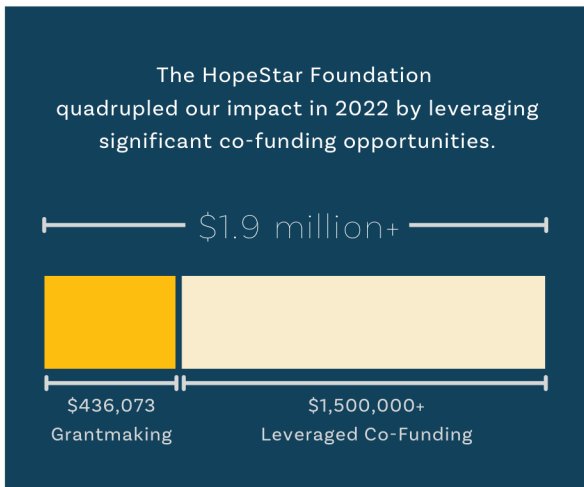 The HopeStar Foundation
quadrupled our impact in 2022 by leveraging
significant co-funding opportunities.
$1.9 million+
$436,073
Grantmaking
$1,500,000+
Leveraged Co-Funding